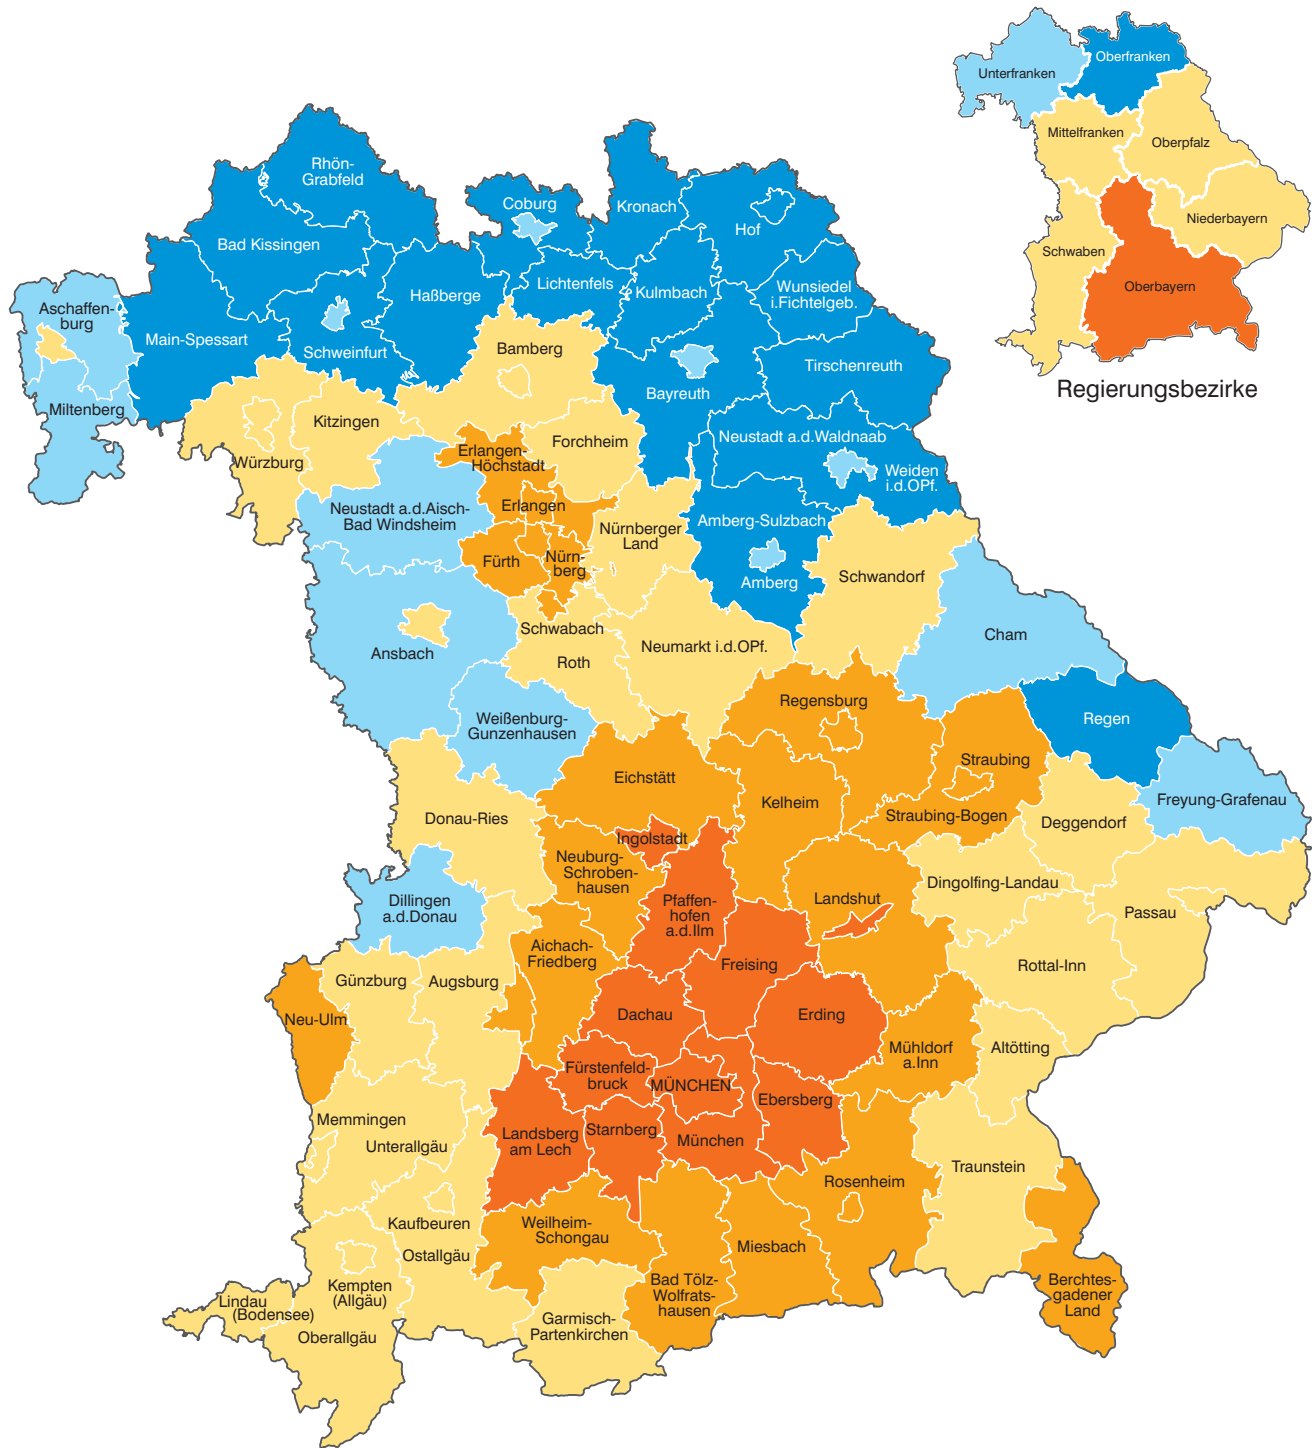 Oberfranken
Unterfranken
Mittelfranken
Oberpfalz
Niederbayern
Schwaben
Oberbayern
Regierungsbezirke
Rhön-
Grabfeld
Coburg
Kronach
Hof
Bad Kissingen
Lichtenfels
Kulmbach
Wunsiedel
i.Fichtelgeb.
Haßberge
Aschaffen-
burg
Main-Spessart
Schweinfurt
Bamberg
Tirschenreuth
Bayreuth
Miltenberg
Kitzingen
Forchheim
Neustadt a.d.Waldnaab
Erlangen-
Höchstadt
Würzburg
Weiden
i.d.OPf.
Neustadt a.d.Aisch-
Bad Windsheim
Erlangen
Nürnberger
Land
Amberg-Sulzbach
Fürth
Nürn-
berg
Amberg
Schwandorf
Schwabach
Cham
Ansbach
Roth
Neumarkt i.d.OPf.
Regensburg
Weißenburg-
Gunzenhausen
Regen
Straubing
Eichstätt
Kelheim
Freyung-Grafenau
Donau-Ries
Straubing-Bogen
Deggendorf
Ingolstadt
Neuburg-
Schroben-
hausen
Dingolfing-Landau
Dillingen
a.d.Donau
Pfaffen-
hofen
a.d.Ilm
Landshut
Passau
Aichach-
Friedberg
Freising
Rottal-Inn
Günzburg
Augsburg
Neu-Ulm
Dachau
Erding
Mühldorf
a.Inn
Altötting
Fürstenfeld-
bruck
MÜNCHEN
Ebersberg
Memmingen
Unterallgäu
Landsberg
am Lech
Starnberg
München
Traunstein
Rosenheim
Kaufbeuren
Weilheim-
Schongau
Miesbach
Ostallgäu
Kempten
(Allgäu)
Bad Tölz-
Wolfrats-
hausen
Berchtes-
gadener
Land
Lindau
(Bodensee)
Oberallgäu
Garmisch-
Partenkirchen